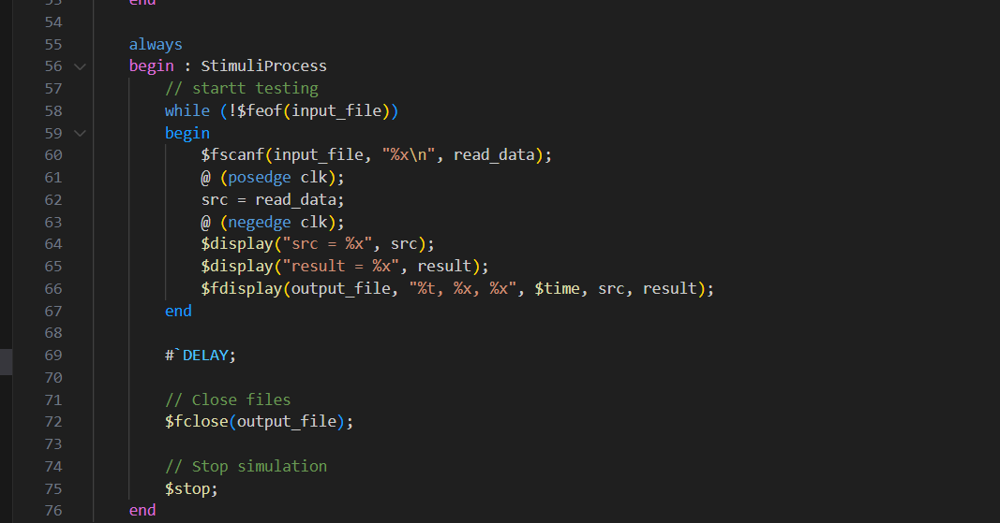 53 end
54
55 always
56 begin : StimuliProcess
57 // startt testing
58 while (!$feof(input_file))
59 begin
60 $fscanf(input_file, "%x\n", read_data);
61 @ (posedge clk);
62 src = read_data;
63 @ (negedge clk);
64 $display("src = %x", src);
65 $display("result = %x", result);
66 $fdisplay(output_file, "%t, %x, %x", $time, src, result);
67 end
68
69 #`DELAY;
70
71 // Close files
72 $fclose(output_file);
73
74 // Stop simulation
75 $stop;
76 end